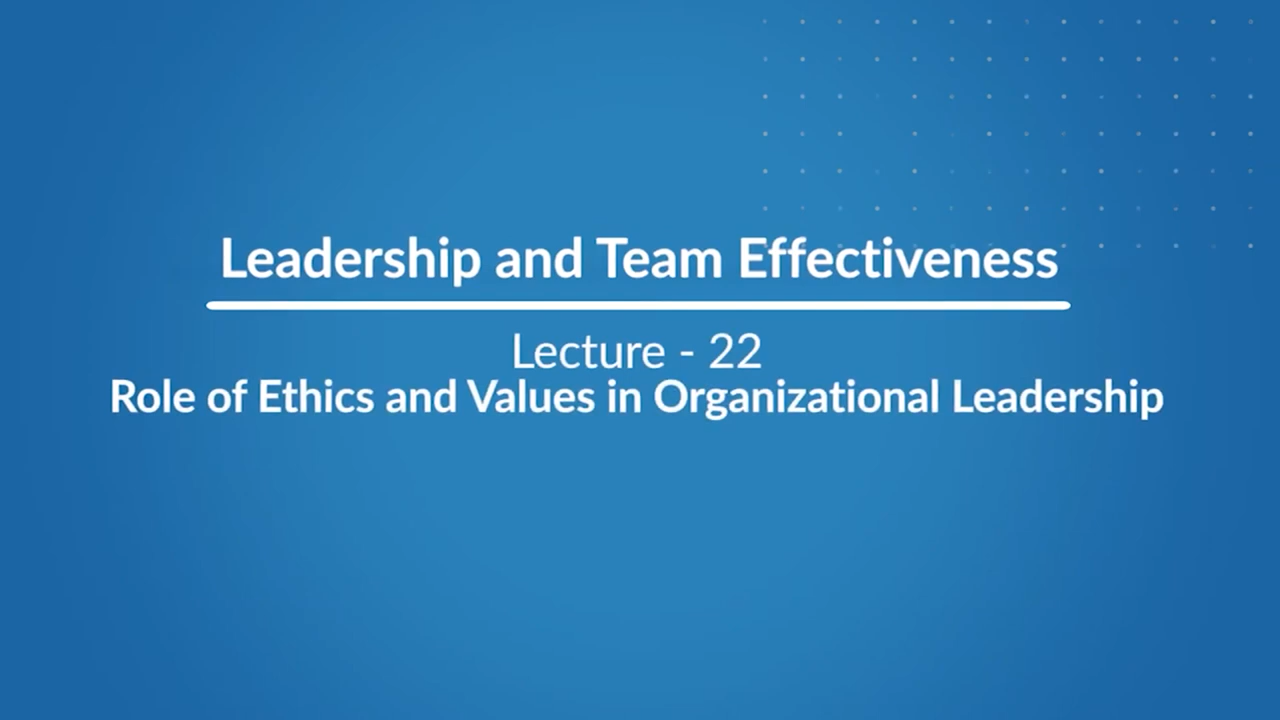 Leadership and Team Effectiveness
Lecture - 22
Role of Ethics and Values in Organizational Leadership